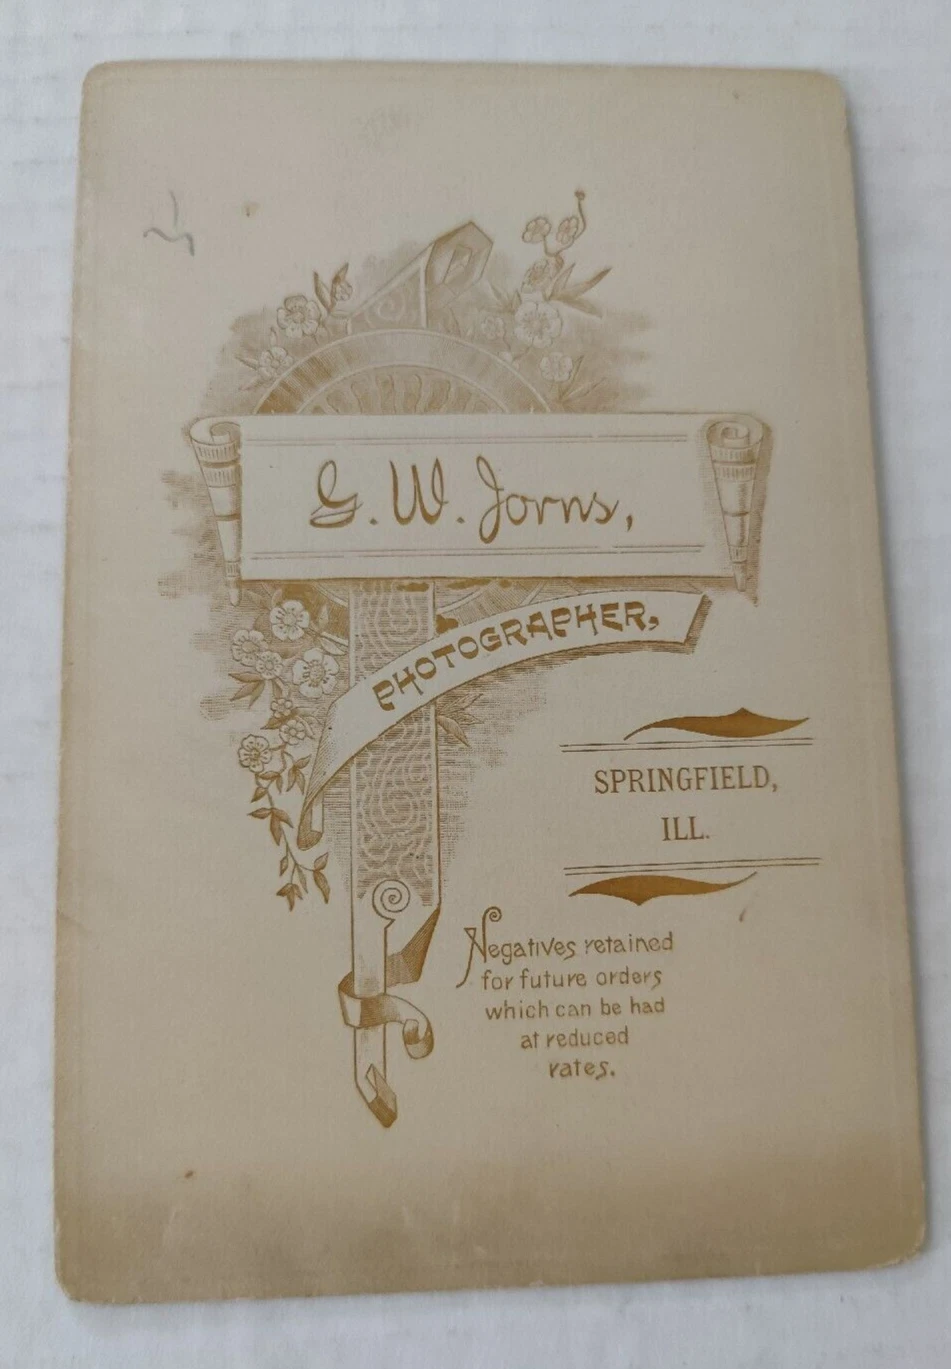 G. W. Jorns,
PHOTOGRAPHER,
SPRINGFIELD,
ILL.
Negatives retained
for future orders
which can be had
at reduced
rates.